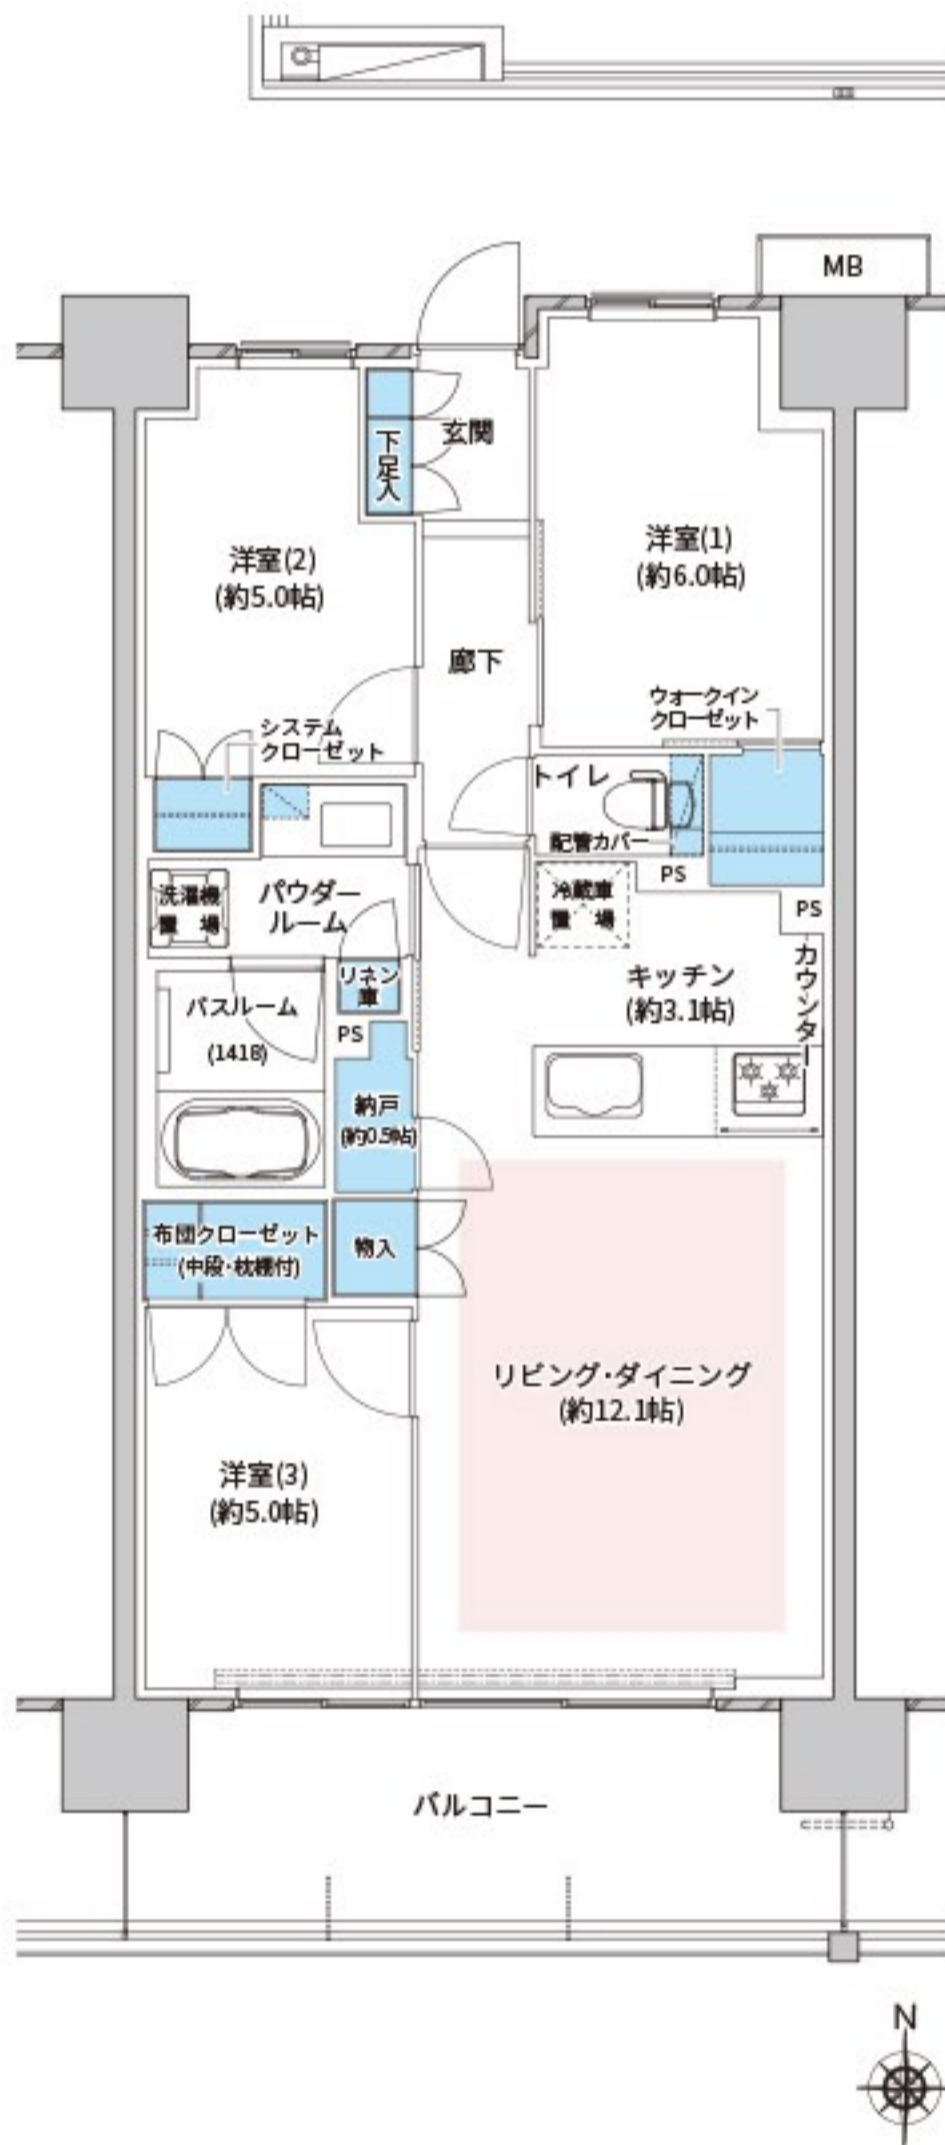 MB
下足入
玄関
洋室(1)
(約6.0帖)
洋室(2)
(約5.0帖)
廊下
ウォークイン
クローゼット
システム
クローゼット
トイレ
配管カバー
PS
冷蔵庫
置場
PS
洗濯機
置場
パウダー
ルーム
キッチン
(約3.1帖)
カウンター
リネン
庫
バスルーム
(1418)
PS
納戸
(約0.5帖)
布団クローゼット
(中段・枕棚付)
物入
リビング・ダイニング
(約12.1帖)
洋室(3)
(約5.0帖)
バルコニー
N